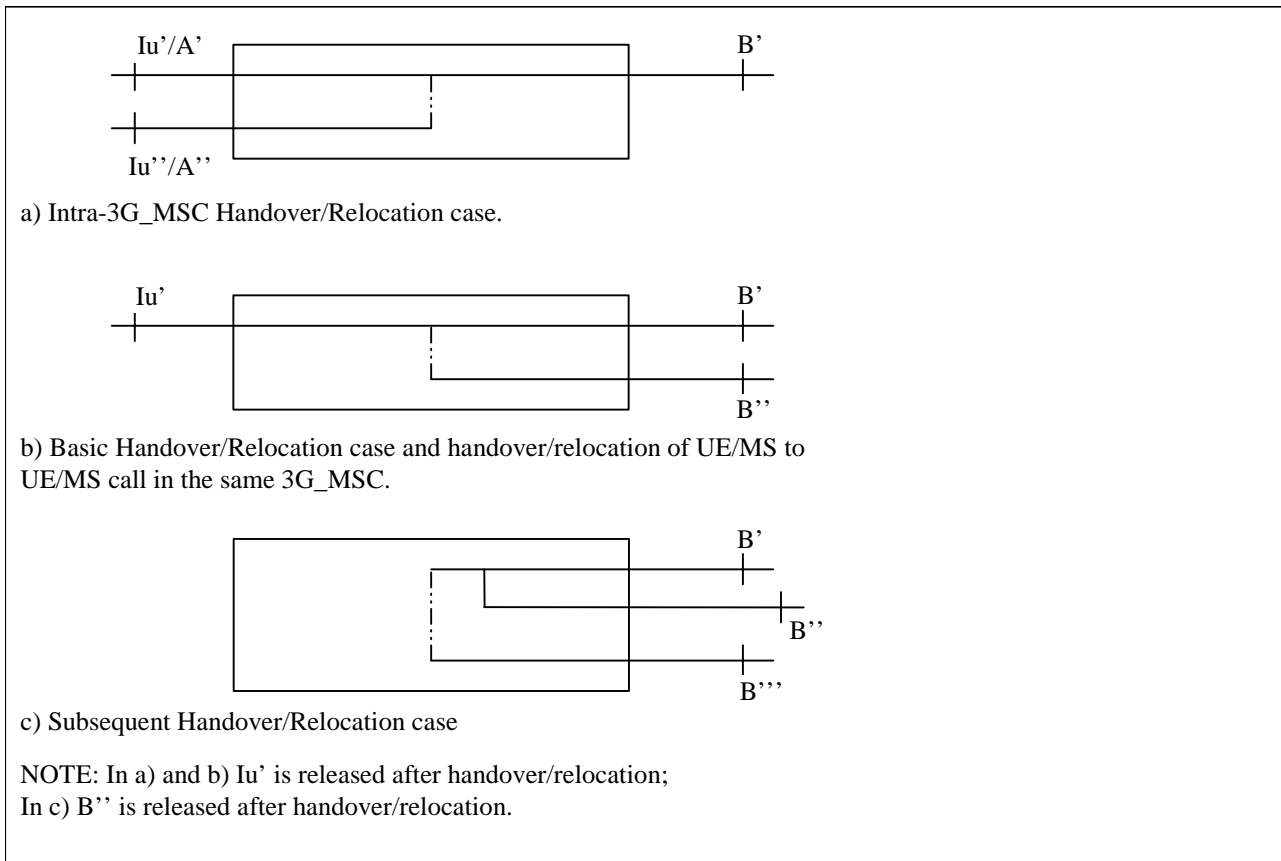 Iu’/A’
B’
Iu’’/A’’
a) Intra-3G_MSC Handover/Relocation case.
Iu’
B’
B’’
b) Basic Handover/Relocation case and handover/relocation of UE/MS to
UE/MS call in the same 3G_MSC.
B’
B’’
B’’’
c) Subsequent Handover/Relocation case
NOTE: In a) and b) Iu’ is released after handover/relocation;
In c) B’’ is released after handover/relocation.